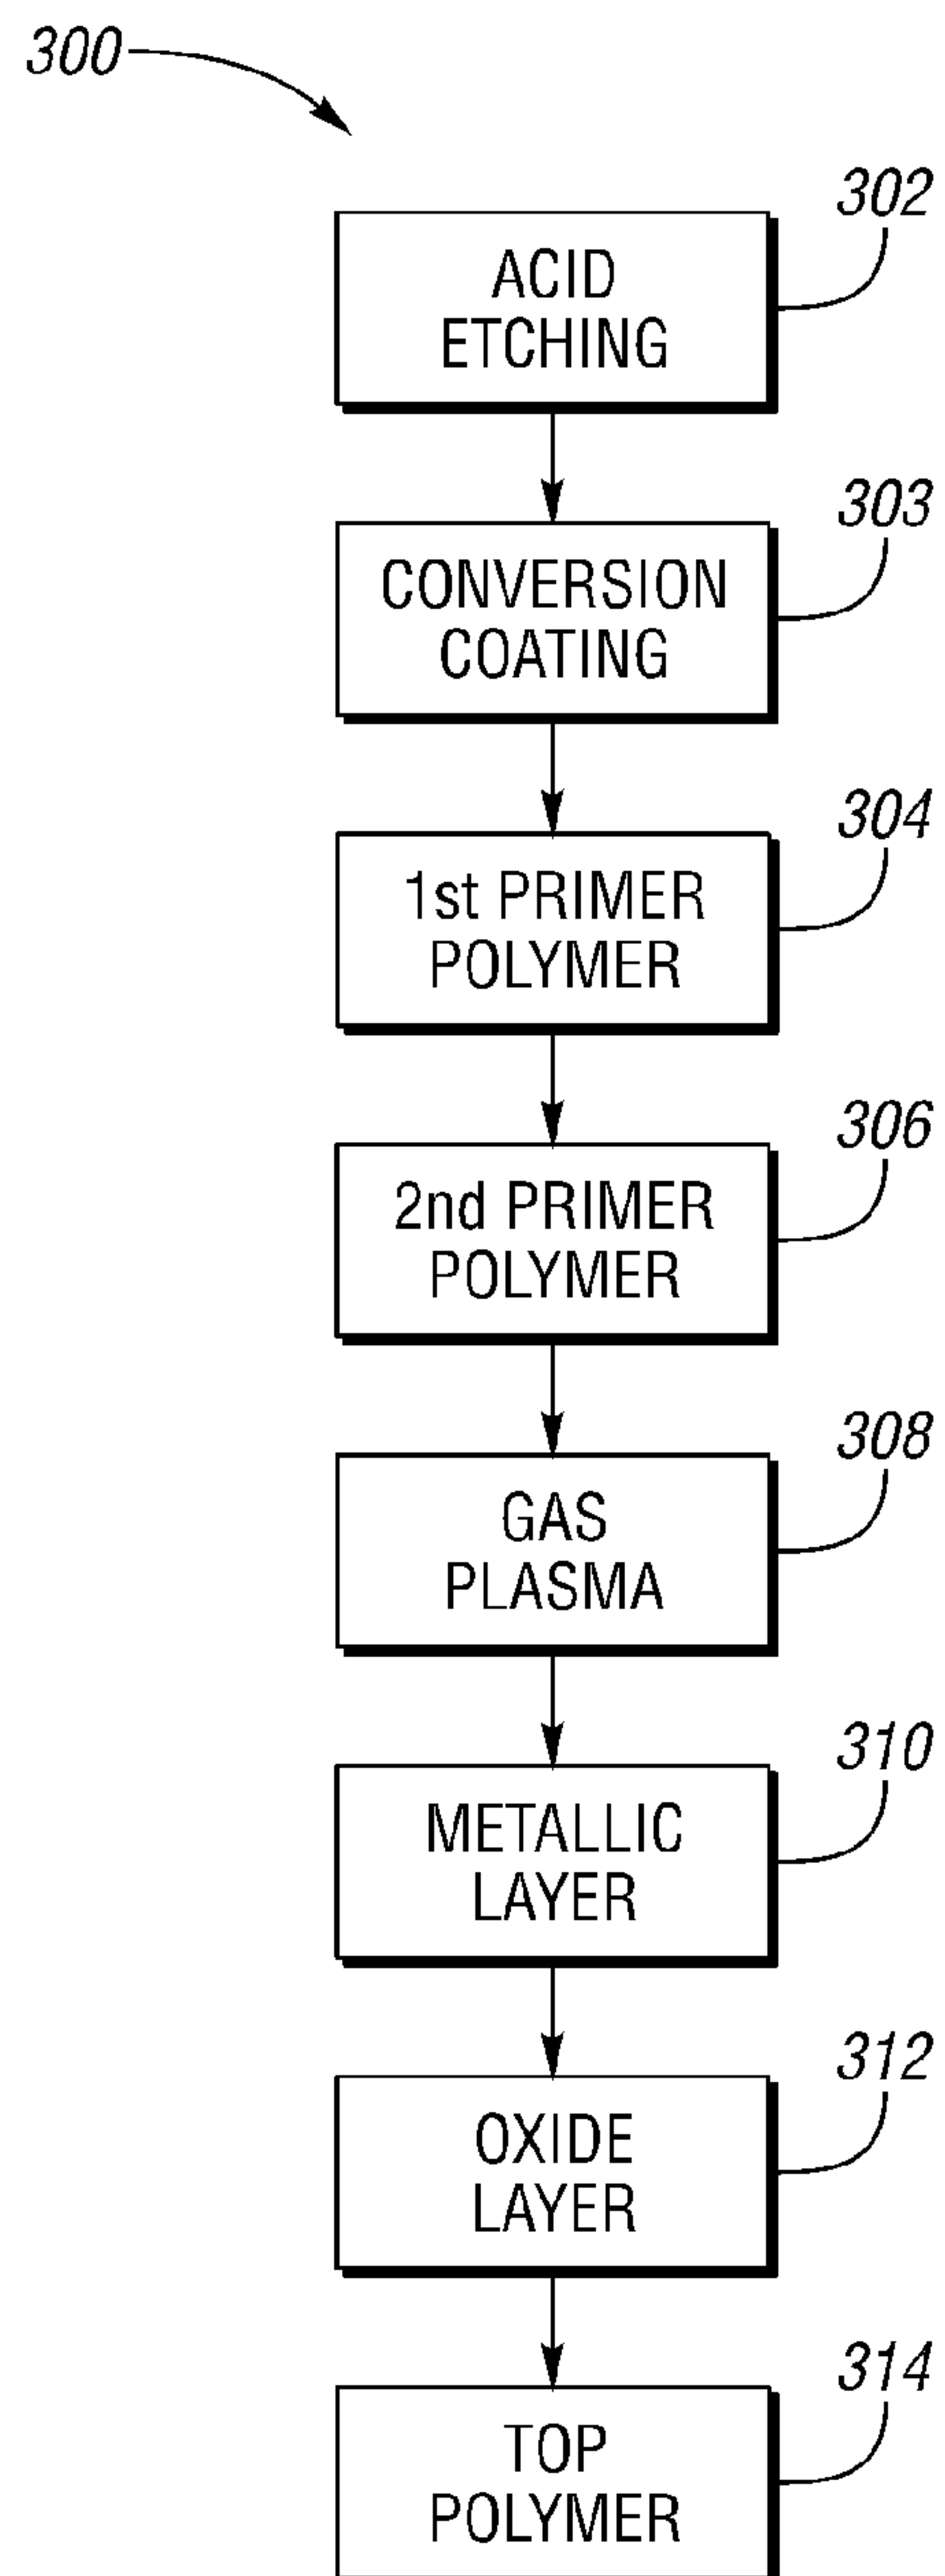 300
302
ACID
ETCHING
303
CONVERSION
COATING
304
1st PRIMER
POLYMER
306
2nd PRIMER
POLYMER
308
GAS
PLASMA
310
METALLIC
LAYER
312
OXIDE
LAYER
314
TOP
POLYMER